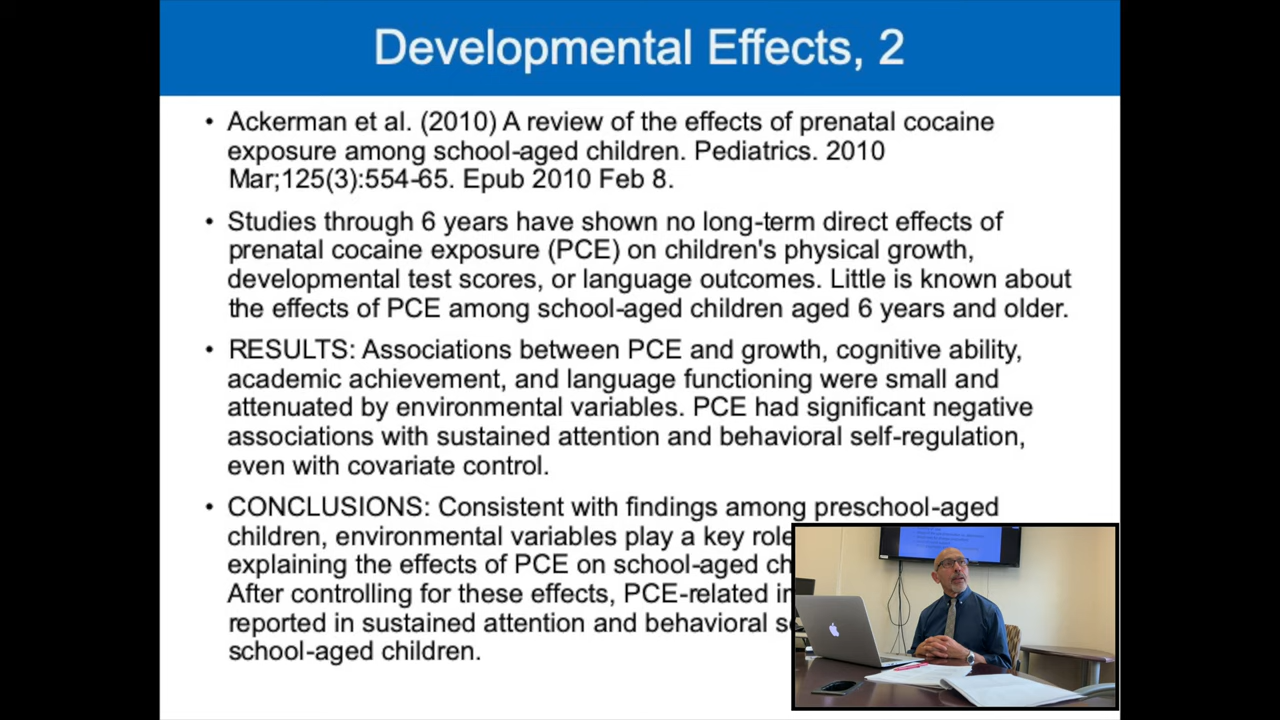 Developmental Effects, 2
• Ackerman et al. (2010) A review of the effects of prenatal cocaine
exposure among school-aged children. Pediatrics. 2010
Mar;125(3):554-65. Epub 2010 Feb 8.
• Studies through 6 years have shown no long-term direct effects of
prenatal cocaine exposure (PCE) on children's physical growth,
developmental test scores, or language outcomes. Little is known about
the effects of PCE among school-aged children aged 6 years and older.
• RESULTS: Associations between PCE and growth, cognitive ability,
academic achievement, and language functioning were small and
attenuated by environmental variables. PCE had significant negative
associations with sustained attention and behavioral self-regulation,
even with covariate control.
• CONCLUSIONS: Consistent with findings among preschool-aged
children, environmental variables play a key role
explaining the effects of PCE on school-aged
After controlling for these effects, PCE-related
reported in sustained attention and behavioral
school-aged children.